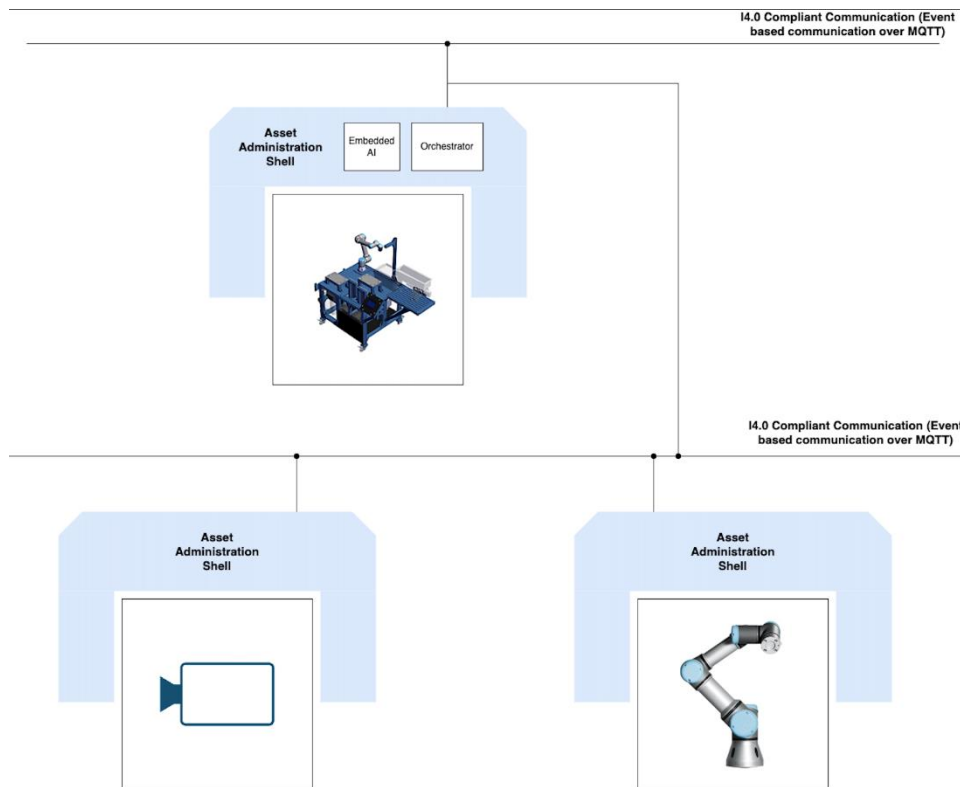 I4.0 Compliant Communication (Event
based communication over MQTT)
Asset
Administration
Shell
Embedded
AI
Orchestrator
I4.0 Compliant Communication (Event
based communication over MQTT)
Asset
Administration
Shell
Asset
Administration
Shell